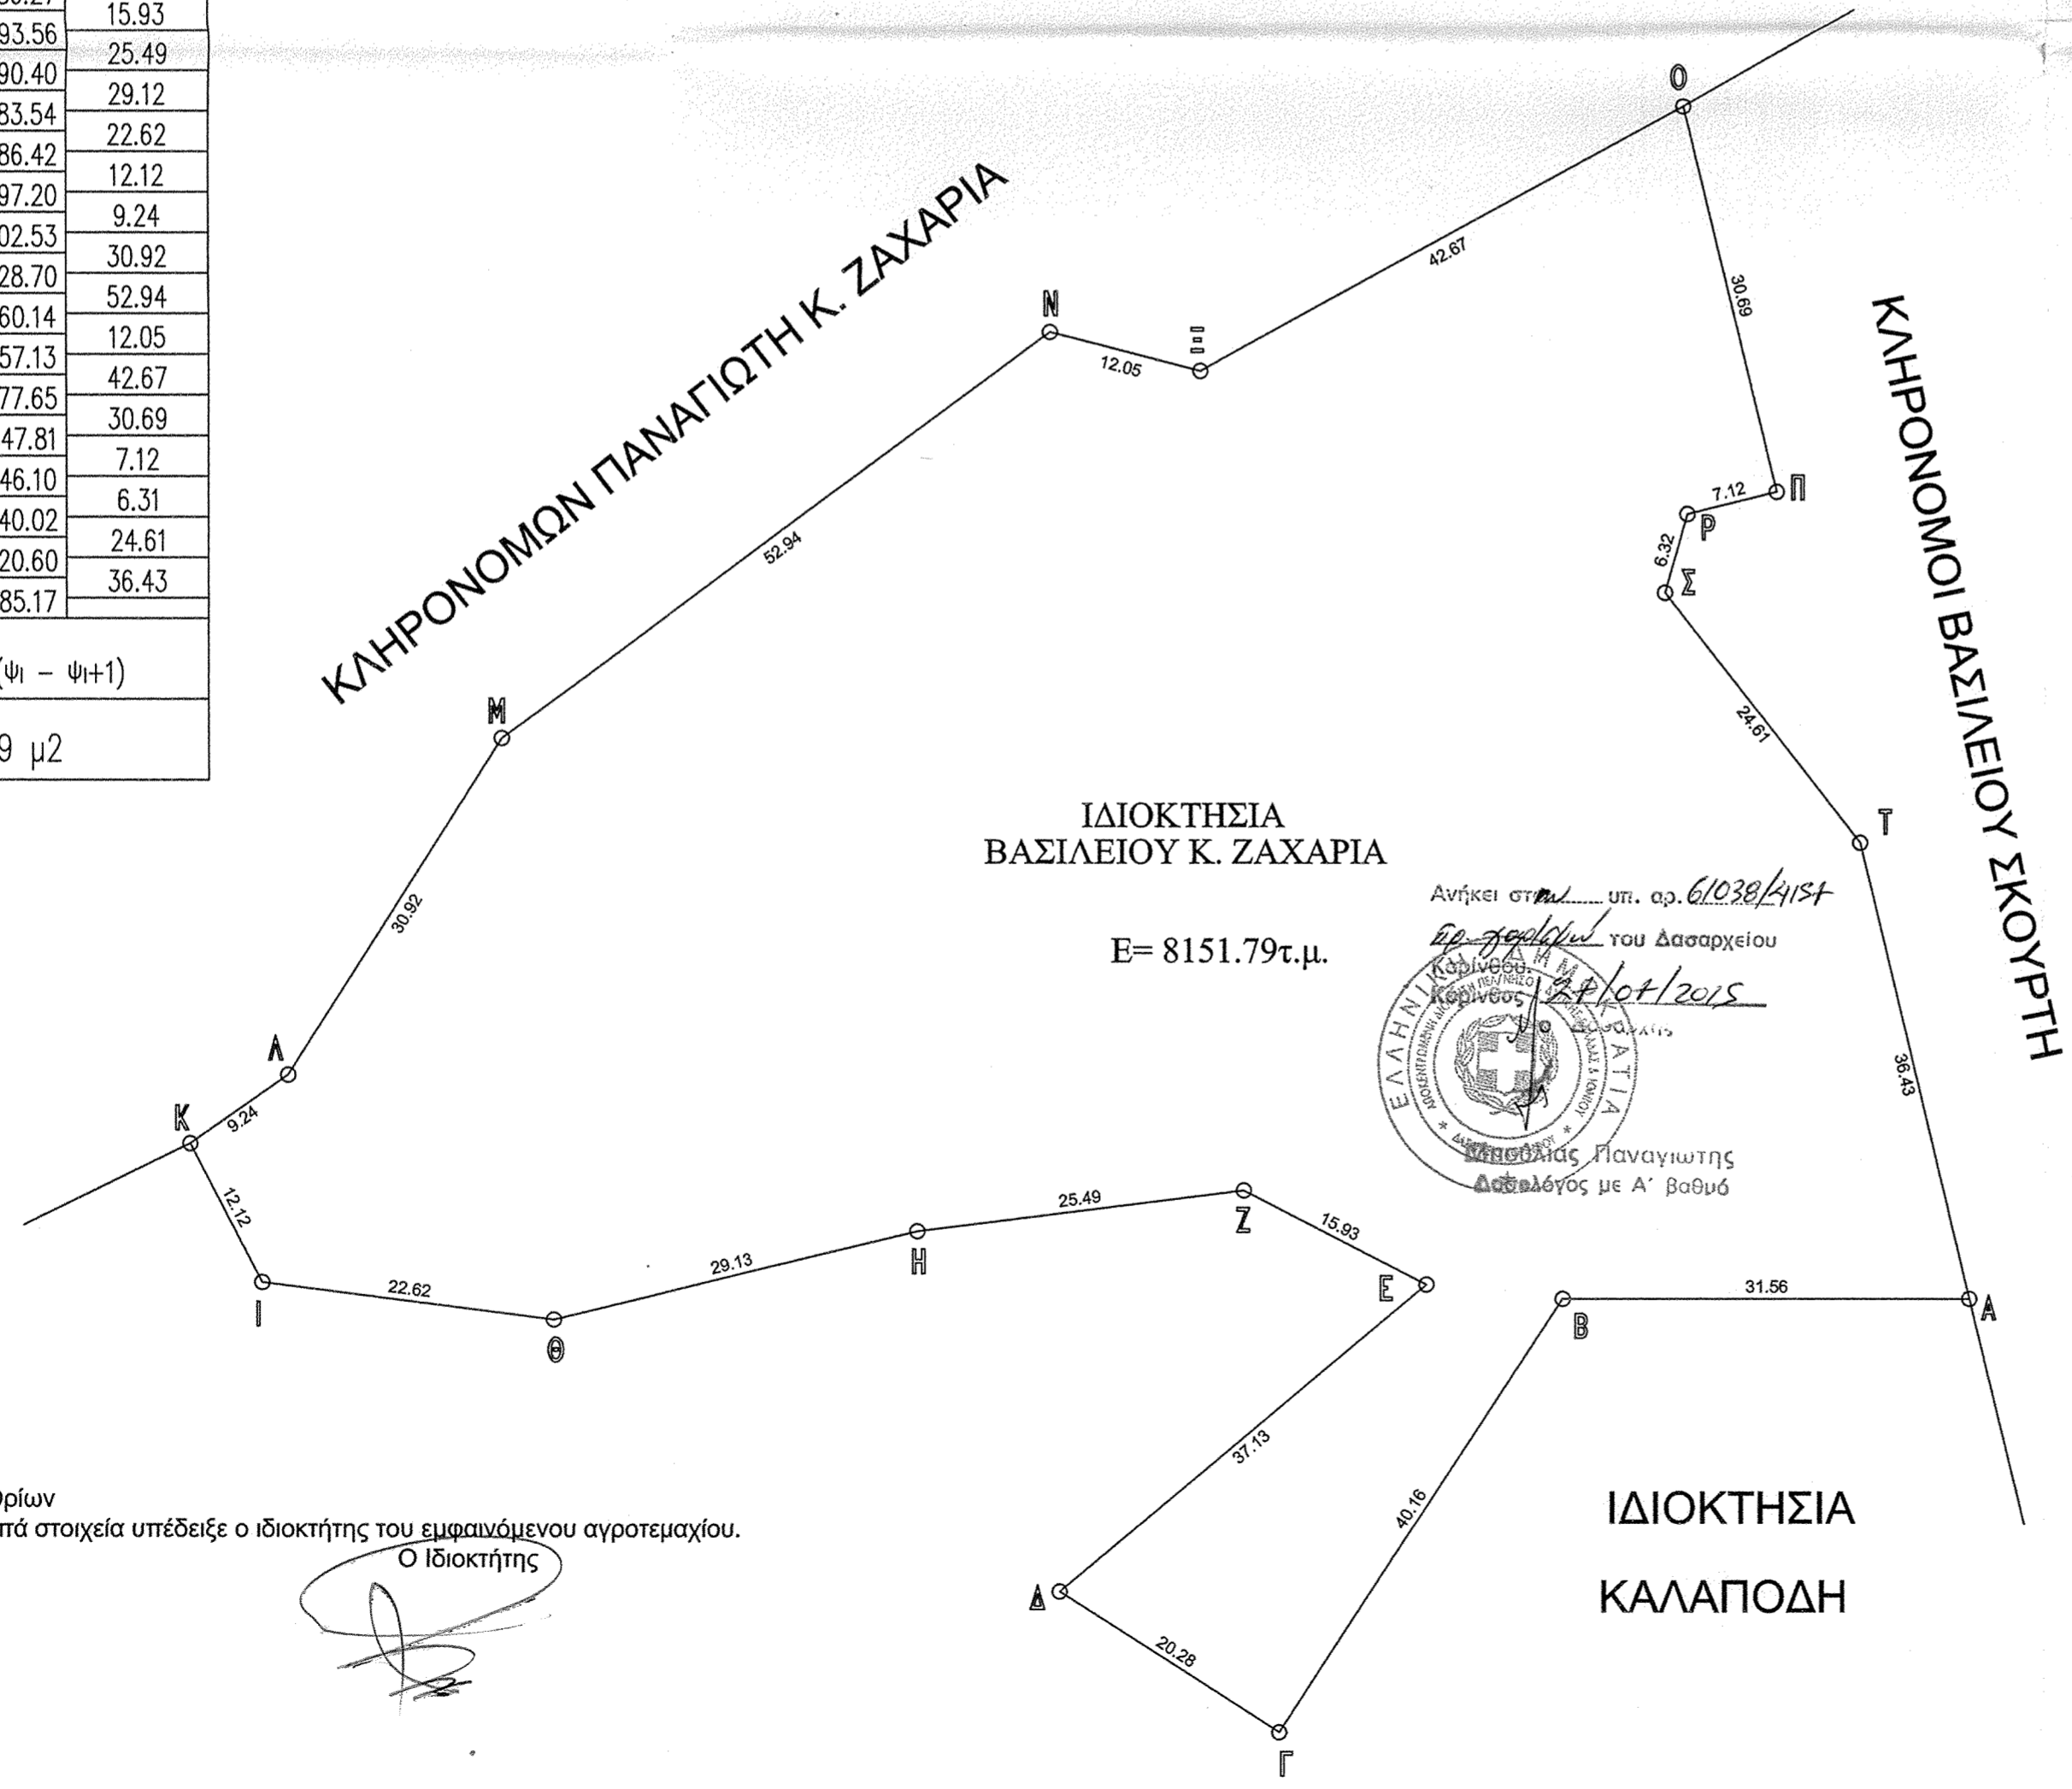 15.93
93.56
25.49
90.40
29.12
83.54
22.62
86.42
12.12
97.20
9.24
02.53
30.92
28.70
52.94
60.14
12.05
57.13
42.67
77.65
30.69
47.81
7.12
46.10
6.31
40.02
24.61
20.60
36.43
85.17
(ψι – ψι+1)
9 μ2
Ο
42.67
30.69
ΚΛΗΡΟΝΟΜΩΝ ΠΑΝΑΓΙΩΤΗ Κ. ΖΑΧΑΡΙΑ
Ν
12.05
Ξ
ΚΛΗΡΟΝΟΜΟΙ ΒΑΣΙΛΕΙΟΥ ΣΚΟΥΡΤΗ
7.12
Π
Ρ
6.32
Σ
52.94
24.61
Μ
Τ
ΙΔΙΟΚΤΗΣΙΑ
ΒΑΣΙΛΕΙΟΥ Κ. ΖΑΧΑΡΙΑ
Ε= 8151.79τ.μ.
Ανήκει υπ. αρ. 61038/
του Δασαρχείου
Κορίνθου.
Κόρινθος 27/07/2015
Ο Δασάρχης
ΕΛΛΗΝΙΚΗ ΔΗΜΟΚΡΑΤΙΑ
Παναγιωτης
Δασολόγος με Α΄ βαθμό
30.92
36.43
Λ
Κ
9.24
12.12
Ι
22.62
Θ
29.13
Η
25.49
Ζ
15.93
Ε
Β
31.56
Α
37.13
40.16
Δ
20.28
Γ
ΙΔΙΟΚΤΗΣΙΑ
ΚΑΛΑΠΟΔΗ
ορίων
πά στοιχεία υπέδειξε ο ιδιοκτήτης του εμφαινόμενου αγροτεμαχίου.
Ο Ιδιοκτήτης